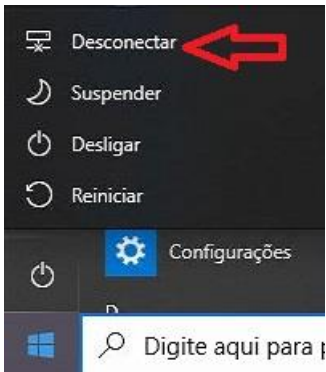 Desconectar
Suspender
Desligar
Reiniciar
Configurações
Digite aqui para